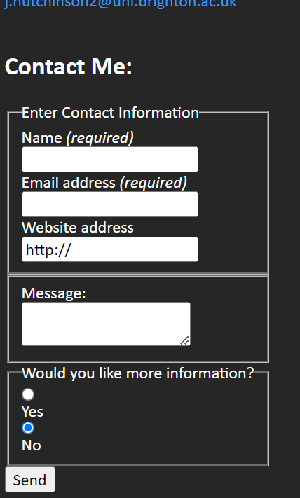 j.hutchinson2@uni.brighton.ac.uk
Contact Me:
Enter Contact Information
Name (required)
Email address (required)
Website address
http://
Message:
Would you like more information?
Yes
No
Send